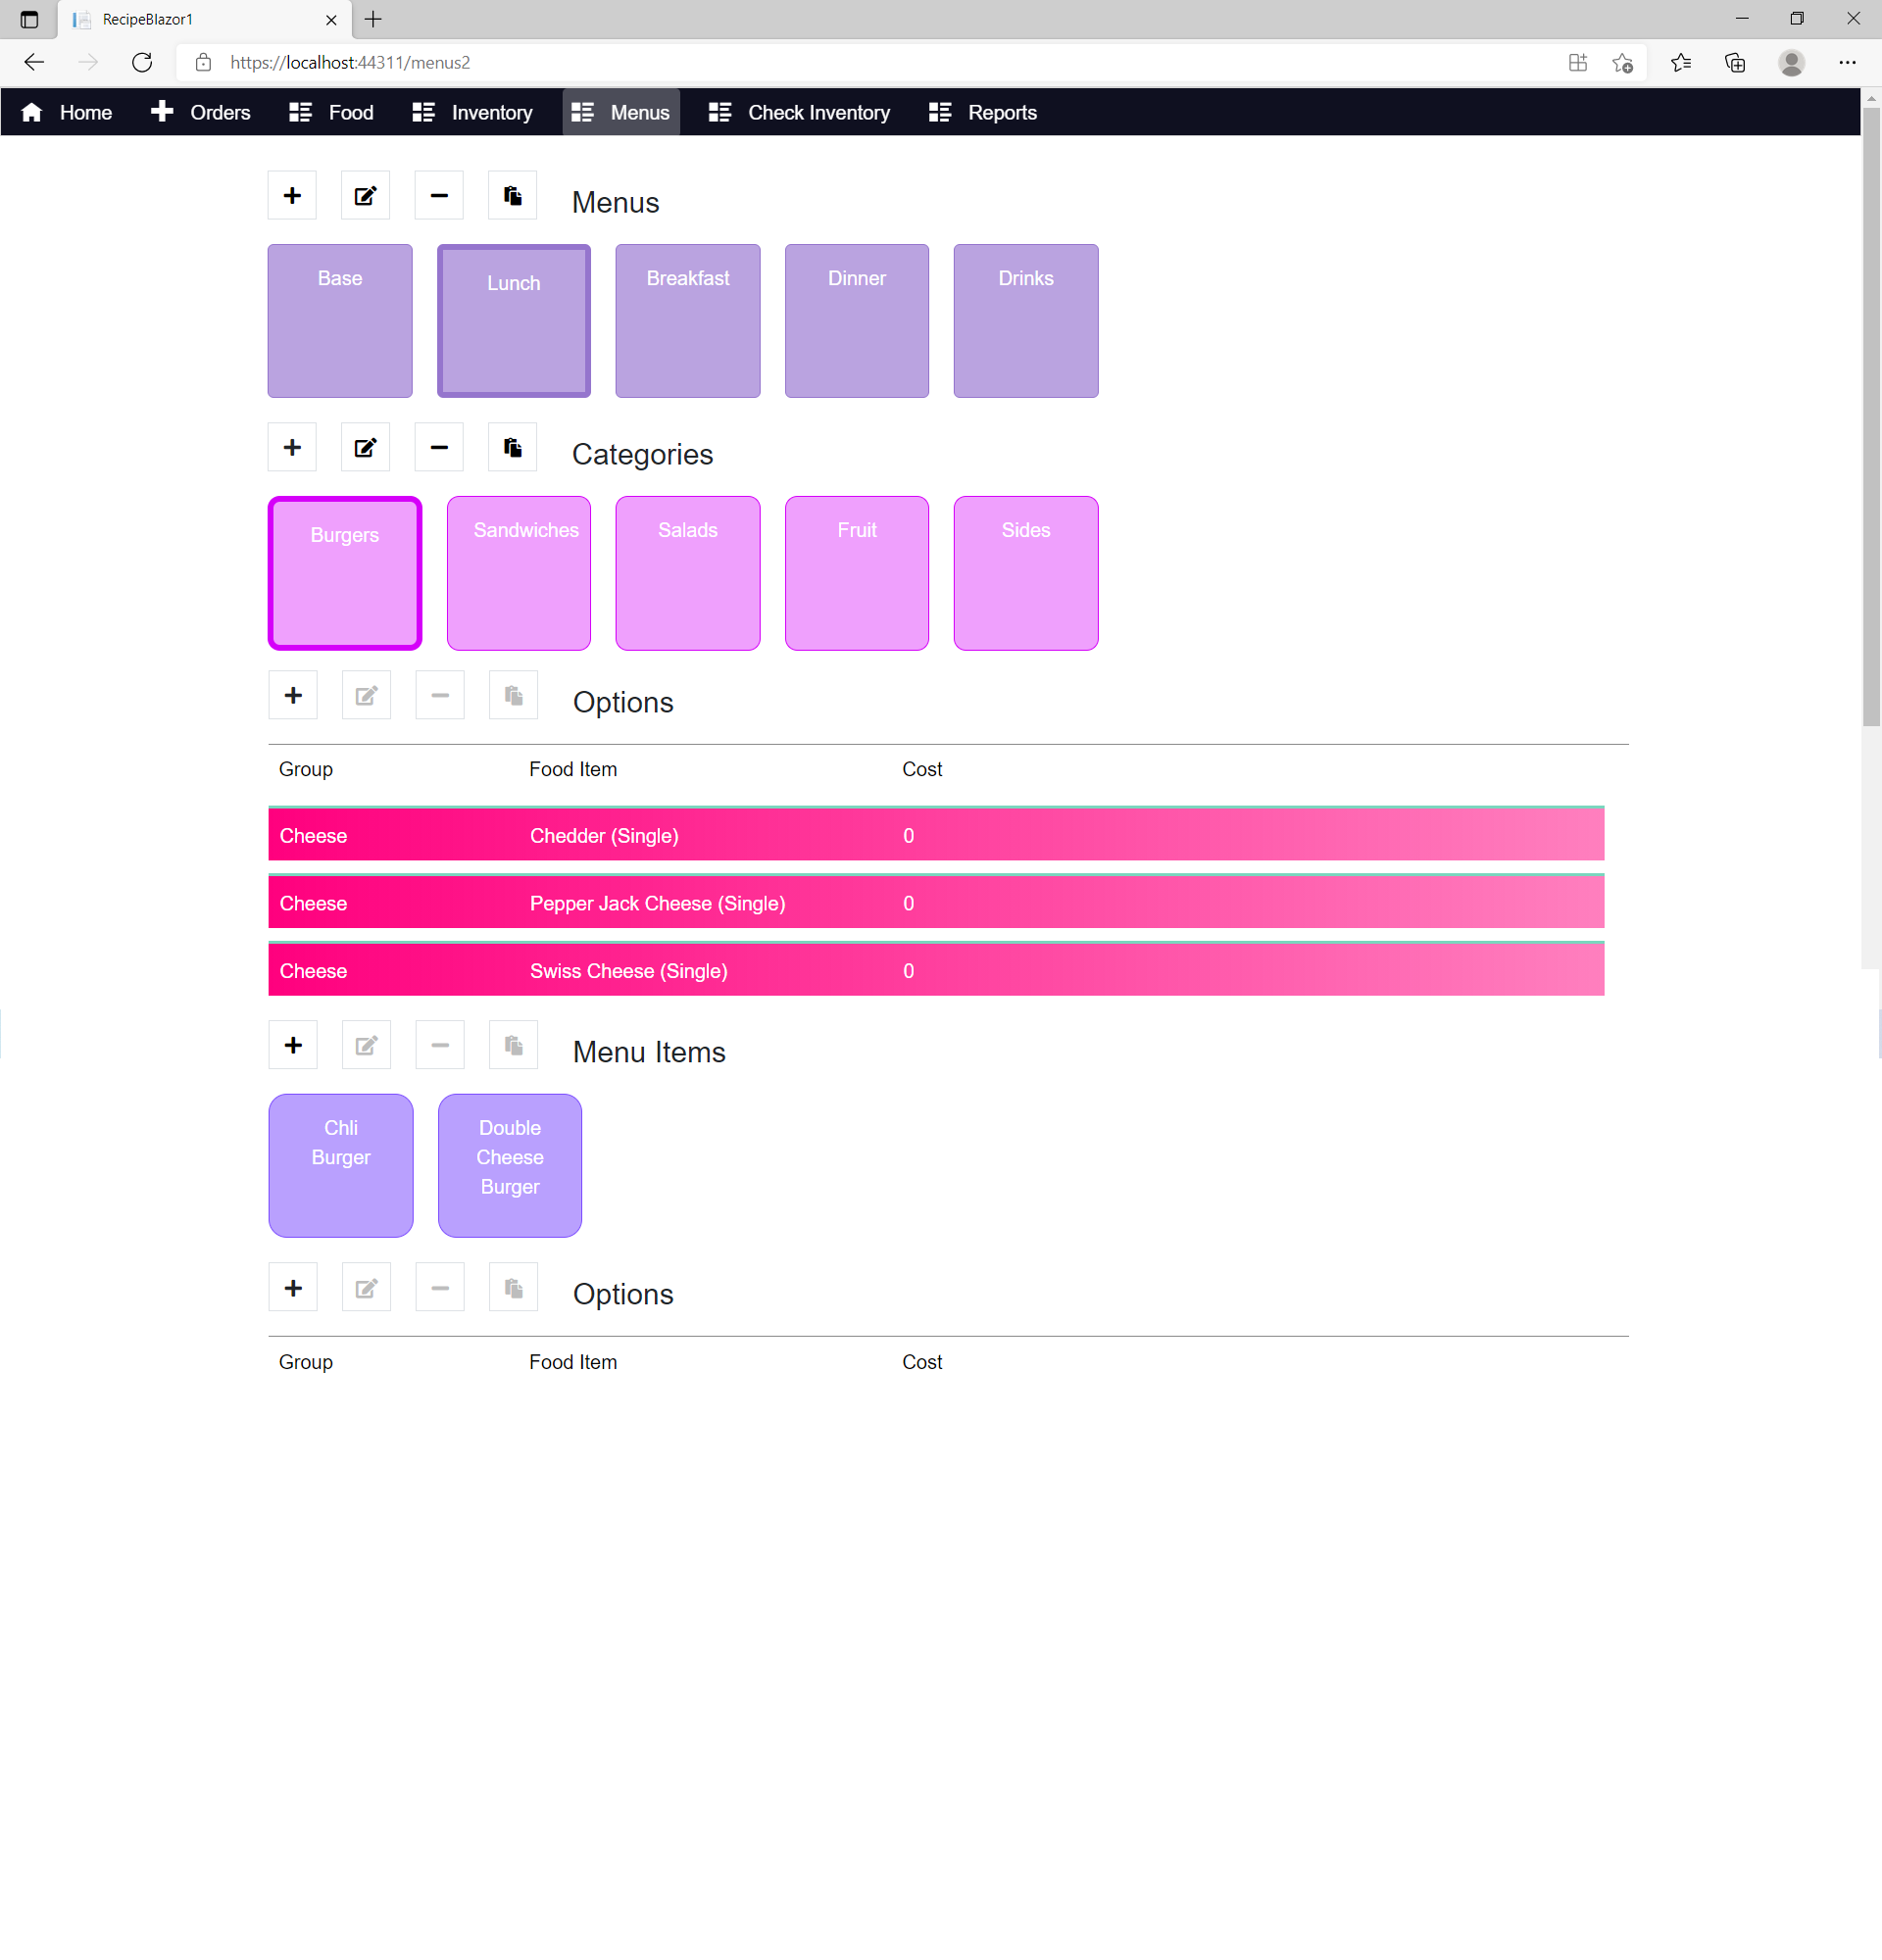 RecipeBlazor1
https://localhost:44311/menus2
Home Orders Food Inventory Menus Check Inventory Reports
Menus
Base Lunch Breakfast Dinner Drinks
Categories
Burgers Sandwiches Salads Fruit Sides
Options
Group Food Item Cost
Cheese Chedder (Single) 0
Cheese Pepper Jack Cheese (Single) 0
Cheese Swiss Cheese (Single) 0
Menu Items
Chli
Burger
Double
Cheese
Burger
Options
Group Food Item Cost